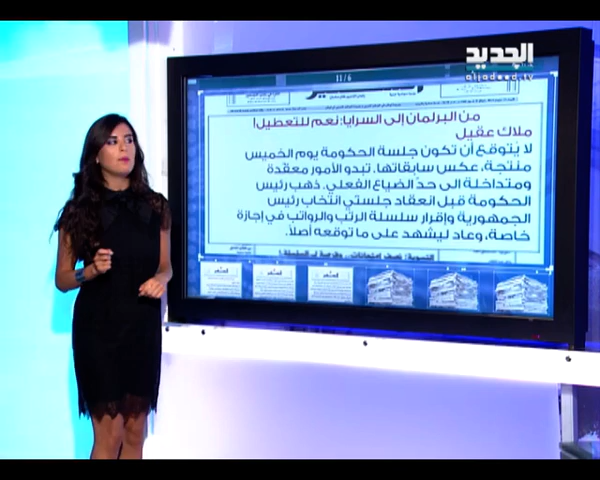 الجديد
aljadeed.tv
11/6
من البرلمان إلى السرايا: نعم للتعطيل!
ملاك عقيل
لا يُتوقع أن تكون جلسة الحكومة يوم الخميس
منتجة، عكس سابقاتها. تبدو الأمور معقدة
ومتداخلة الى حدّ الضياع الفعلي. ذهب رئيس
الحكومة قبل انعقاد جلستي انتخاب رئيس
الجمهورية وإقرار سلسلة الرتب والرواتب في إجازة
خاصة، وعاد ليشهد على ما توقعه أصلاً.